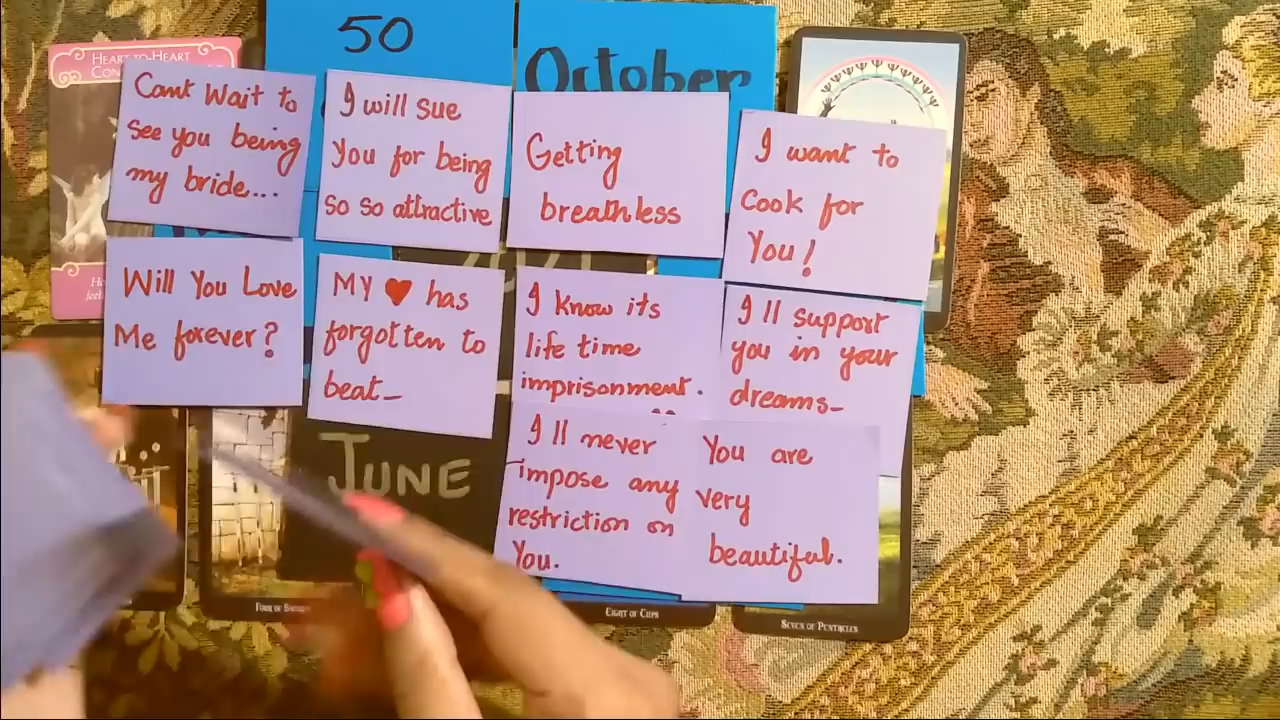 50
October
HEART-TO-HEART
Cant Wait to
see you being
my bride...
I will sue
You for being
so so attractive
Getting
breathless
I want to
Cook for
You!
Will You Love
Me forever?
MY ❤ has
forgotten to
beat_
I know its
life time
imprisonment.
I ll support
you in your
dreams_
JUNE
I ll never
impose any
restriction on
You.
You are
very
beautiful.
EIGHT OF CUPS
SEVEN OF PENTACLES